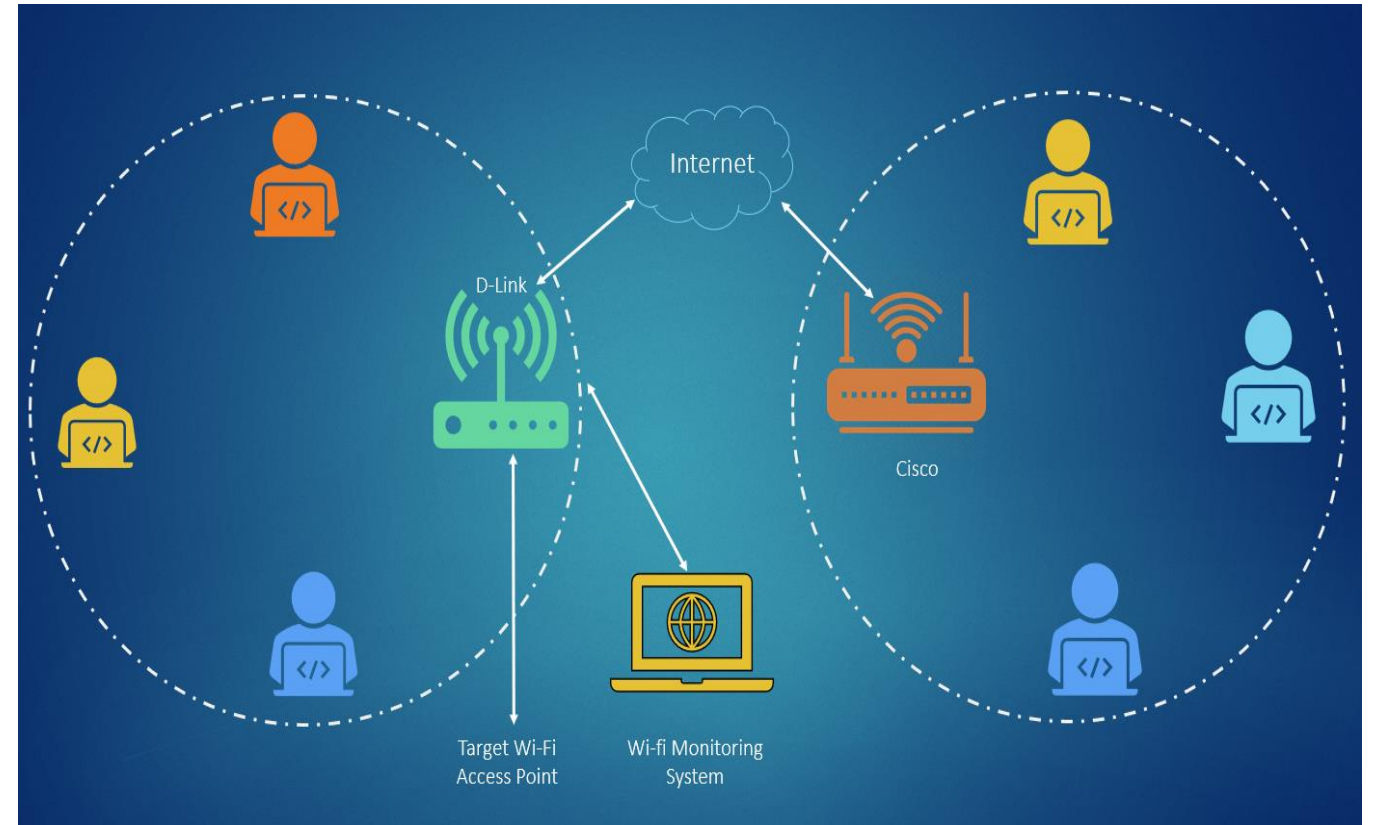 Internet
D-Link
Cisco
Target Wi-Fi
Access Point
Wi-fi Monitoring
System